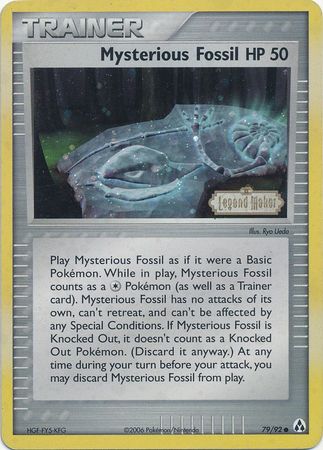 TRAINER
Mysterious Fossil HP 50
Legend Maker
Illus. Ryo Ueda
Play Mysterious Fossil as if it were a Basic
Pokémon. While in play, Mysterious Fossil
counts as a Pokémon (as well as a Trainer
card). Mysterious Fossil has no attacks of its
own, can't retreat, and can't be affected by
any Special Conditions. If Mysterious Fossil is
Knocked Out, it doesn't count as a Knocked
Out Pokémon. (Discard it anyway.) At any
time during your turn before your attack, you
may discard Mysterious Fossil from play.
HGF-FY5-KFG
©2006 Pokémon/Nintendo
79/92